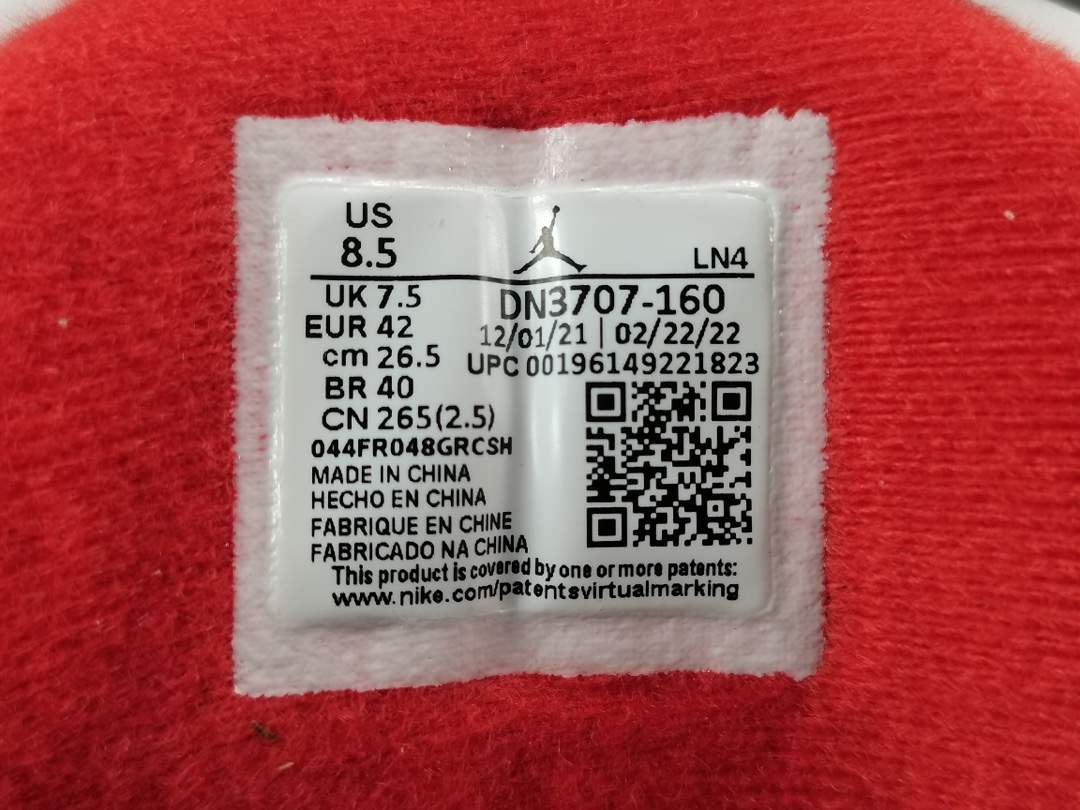 US
8.5
LN4
UK 7.5
EUR 42
cm 26.5
BR 40
CN 265(2.5)
DN3707-160
12/01/21 | 02/22/22
UPC 00196149221823
044FR048GRCSH
MADE IN CHINA
HECHO EN CHINA
FABRIQUE EN CHINE
FABRICADO NA CHINA
This product is covered by one or more patents:
www.nike.com/patentsvirtualmarking